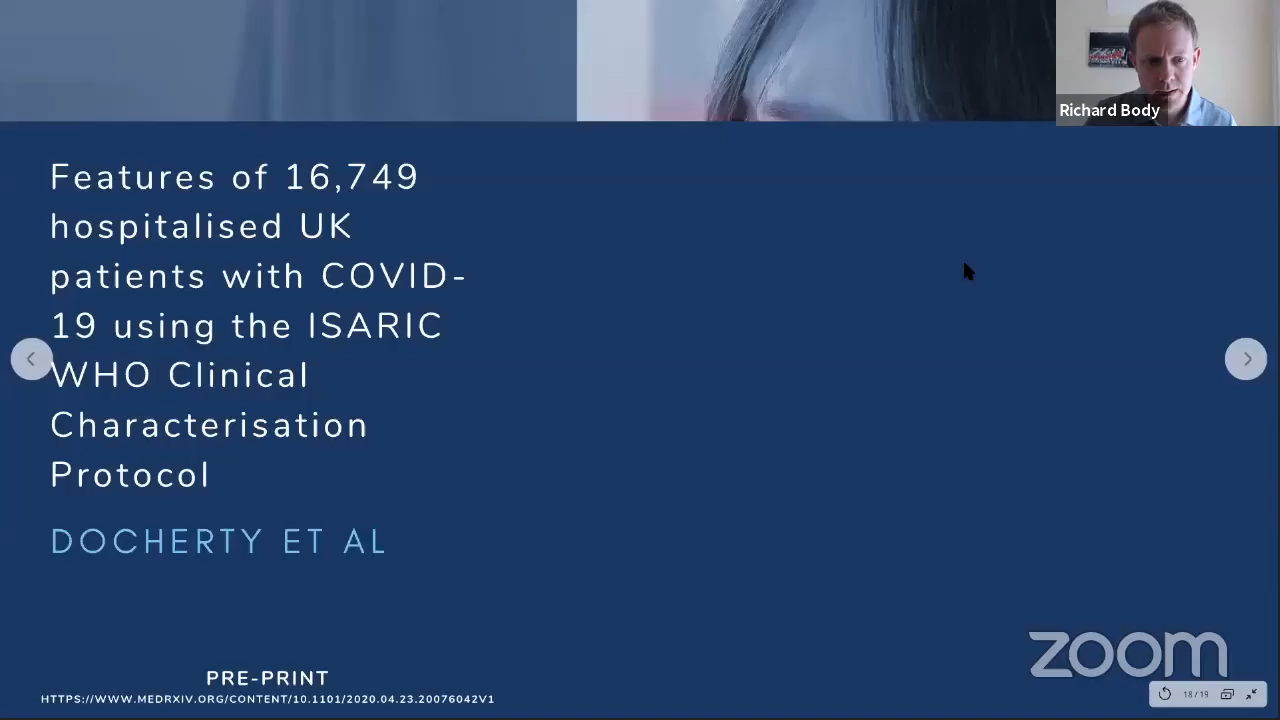 Richard Body
Features of 16,749
hospitalised UK
patients with COVID-
19 using the ISARIC
WHO Clinical
Characterisation
Protocol
DOCHERTY ET AL
PRE-PRINT
HTTPS://WWW.MEDRXIV.ORG/CONTENT/10.1101/2020.04.23.20076042V1
zoom
18/19